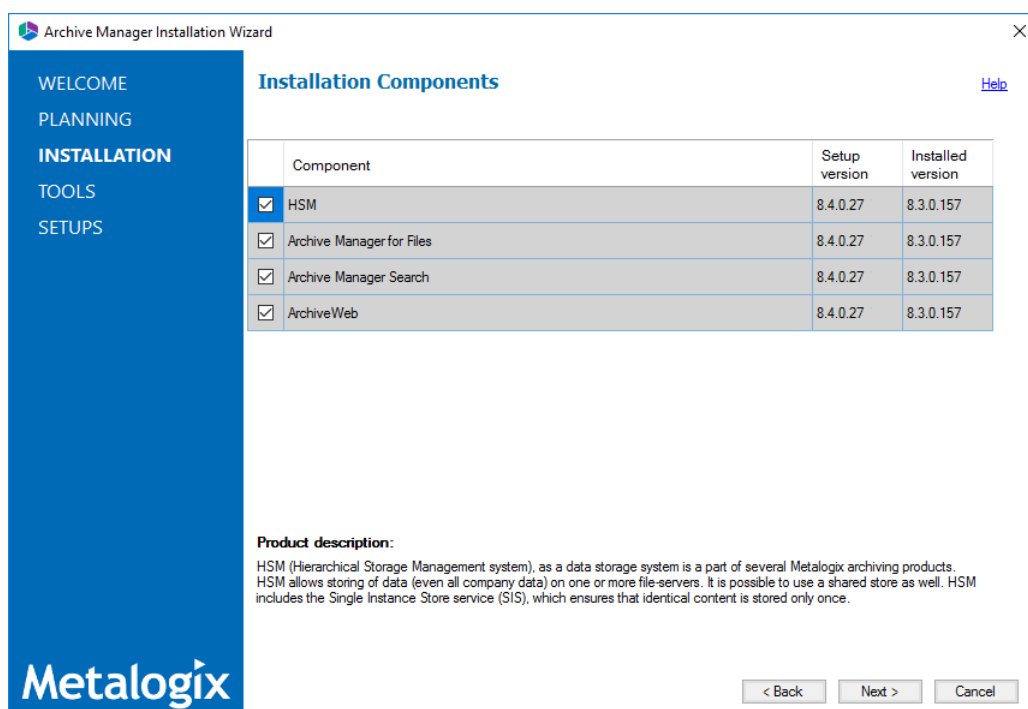 Archive Manager Installation Wizard
WELCOME
PLANNING
INSTALLATION
TOOLS
SETUPS
Installation Components
Help
Component
Setup version
Installed version
HSM 8.4.0.27 8.3.0.157
Archive Manager for Files 8.4.0.27 8.3.0.157
Archive Manager Search 8.4.0.27 8.3.0.157
ArchiveWeb 8.4.0.27 8.3.0.157
Product description:
HSM (Hierarchical Storage Management system), as a data storage system is a part of several Metalogix archiving products.
HSM allows storing of data (even all company data) on one or more file-servers. It is possible to use a shared store as well. HSM
includes the Single Instance Store service (SIS), which ensures that identical content is stored only once.
Metalogix
< Back
Next >
Cancel